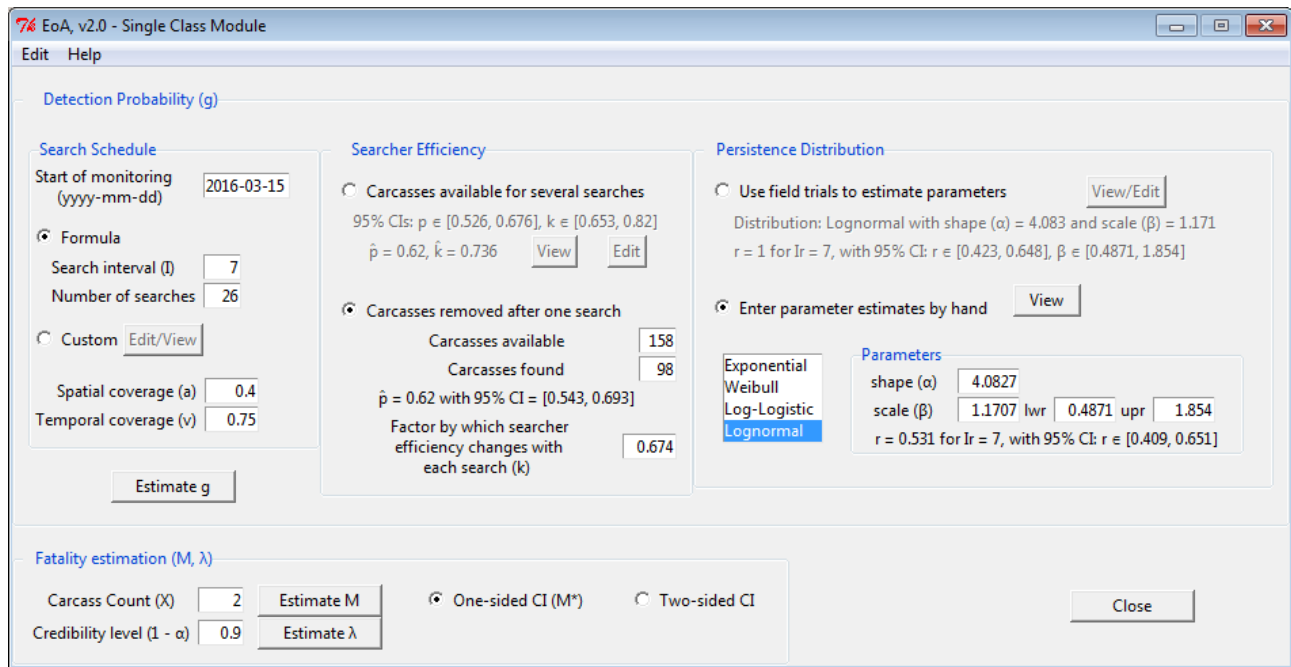 EoA, v2.0 - Single Class Module
Edit Help
Detection Probability (g)
Search Schedule
Start of monitoring
(yyyy-mm-dd)
2016-03-15
Formula
Search interval (I) 7
Number of searches 26
Custom Edit/View
Spatial coverage (a) 0.4
Temporal coverage (v) 0.75
Estimate g
Searcher Efficiency
Carcasses available for several searches
95% CIs: p ∈ [0.526, 0.676], k ∈ [0.653, 0.82]
p̂ = 0.62, k̂ = 0.736 View Edit
Carcasses removed after one search
Carcasses available 158
Carcasses found 98
p̂ = 0.62 with 95% CI = [0.543, 0.693]
Factor by which searcher
efficiency changes with
each search (k)
0.674
Persistence Distribution
Use field trials to estimate parameters View/Edit
Distribution: Lognormal with shape (α) = 4.083 and scale (β) = 1.171
r = 1 for Ir = 7, with 95% CI: r ∈ [0.423, 0.648], β ∈ [0.4871, 1.854]
Enter parameter estimates by hand View
Exponential
Weibull
Log-Logistic
Lognormal
Parameters
shape (α) 4.0827
scale (β) 1.1707 lwr 0.4871 upr 1.854
r = 0.531 for Ir = 7, with 95% CI: r ∈ [0.409, 0.651]
Fatality estimation (M, λ)
Carcass Count (X) 2 Estimate M One-sided CI (M*) Two-sided CI
Credibility level (1 - α) 0.9 Estimate λ
Close